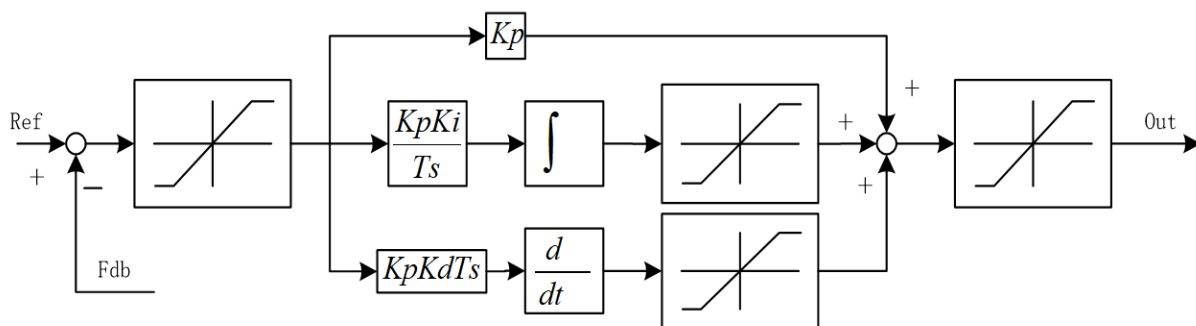 Kp
Ref
+
−
Fdb
KpKi
Ts
∫
+
+
+
Out
KpKdTs
d
dt